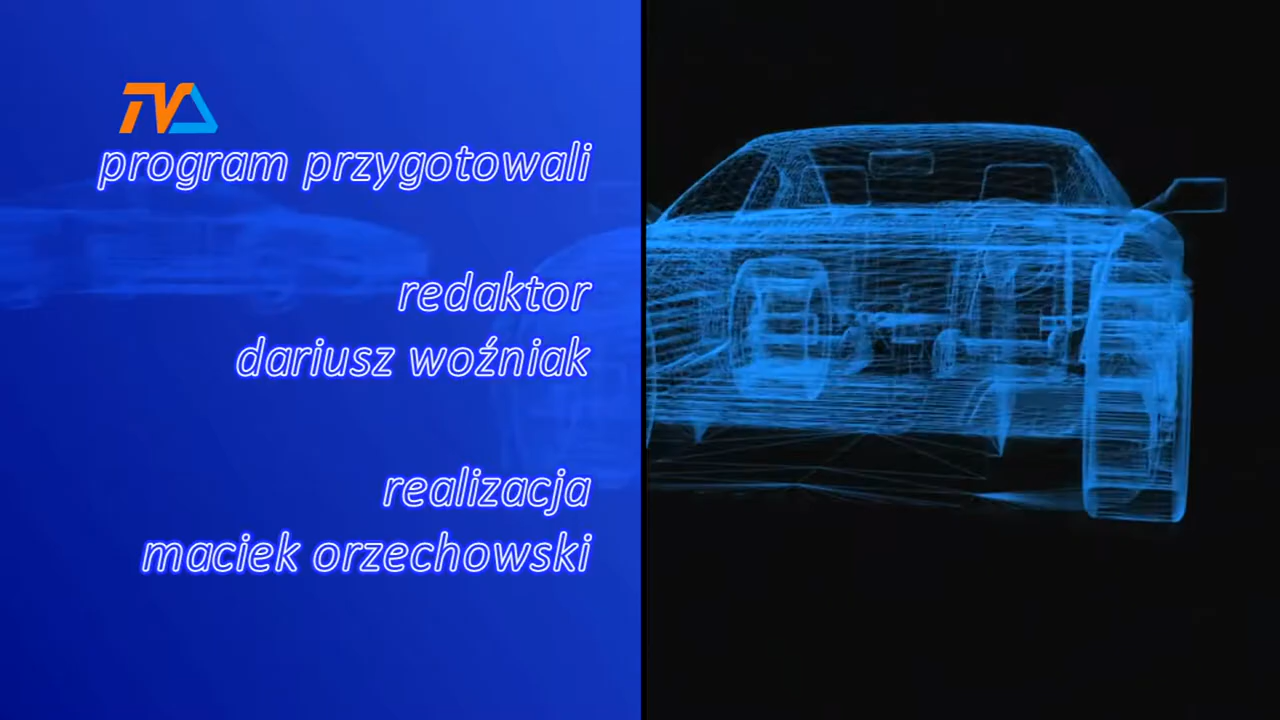 TVA
program przygotowali
redaktor
dariusz woźniak
realizacja
maciek orzechowski